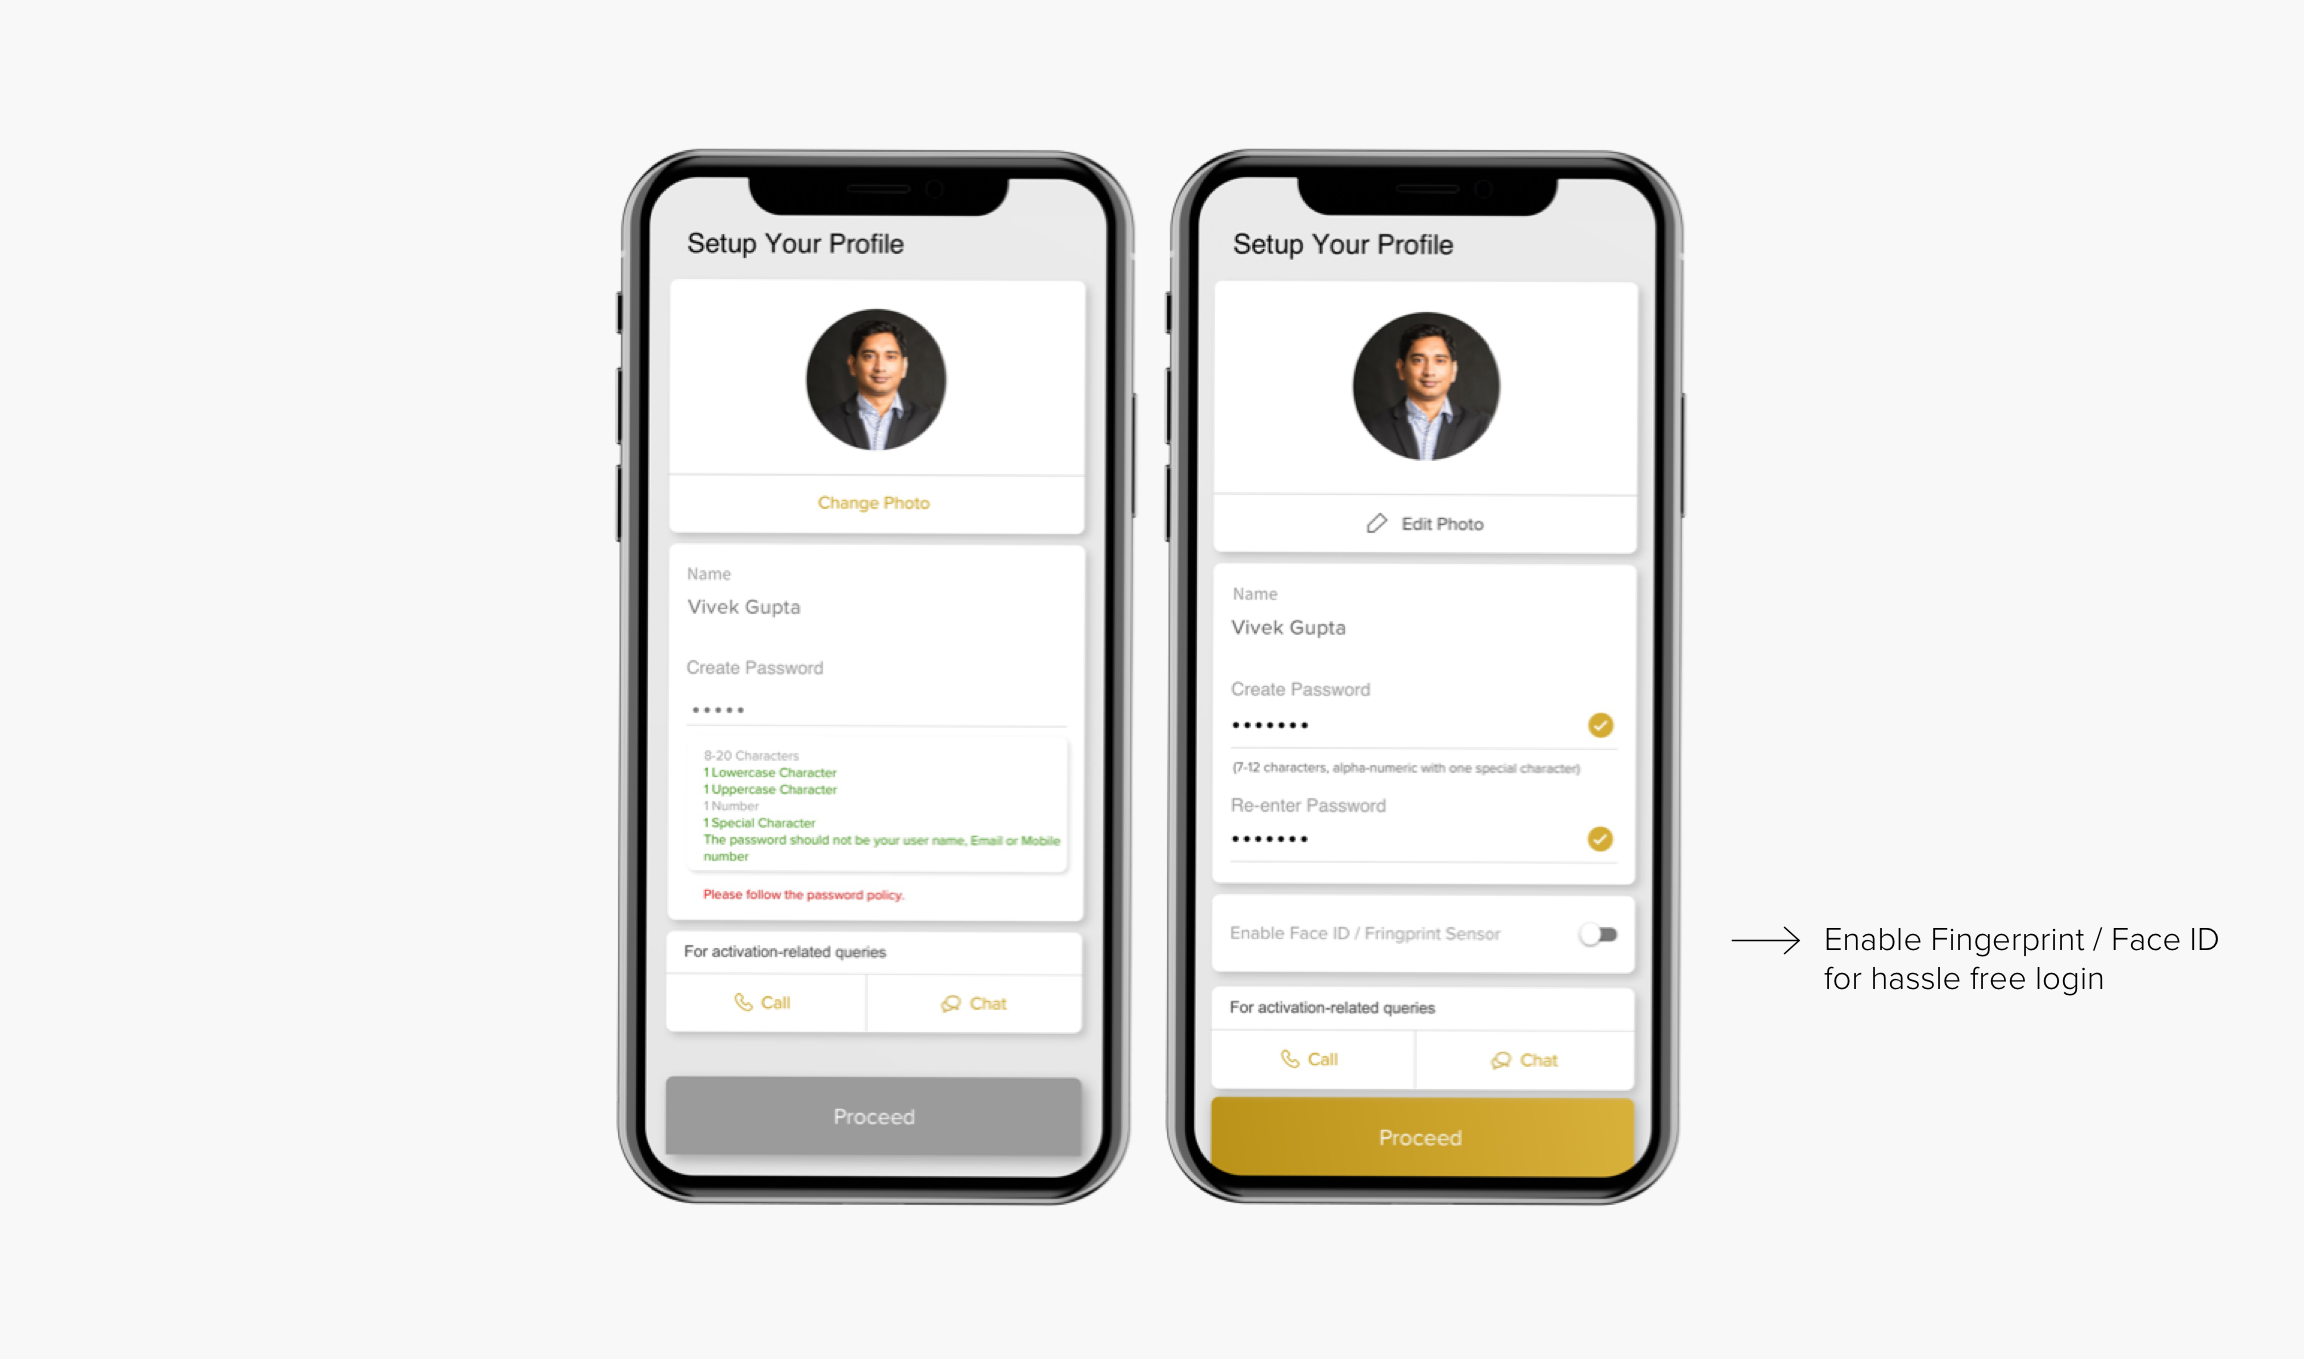 Setup Your Profile
Change Photo
Name
Vivek Gupta
Create Password
8-20 Characters
1 Lowercase Character
1 Uppercase Character
1 Number
1 Special Character
The password should not be your user name, Email or Mobile
number
Please follow the password policy.
For activation-related queries
Call
Chat
Proceed
Setup Your Profile
Edit Photo
Name
Vivek Gupta
Create Password
(7-12 characters, alpha-numeric with one special character)
Re-enter Password
Enable Face ID / Fringprint Sensor
For activation-related queries
Call
Chat
Proceed
Enable Fingerprint / Face ID
for hassle free login